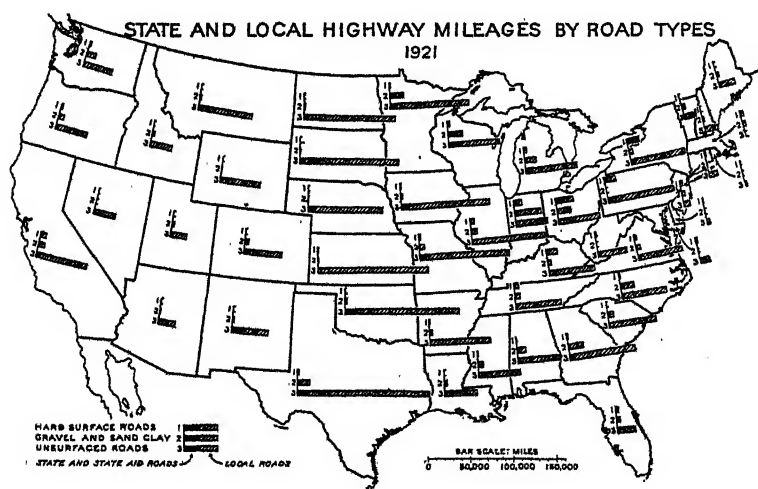 STATE AND LOCAL HIGHWAY MILEAGES BY ROAD TYPES
1921
HARD SURFACE ROADS 1
GRAVEL AND SAND CLAY 2
UNSURFACED ROADS 3
STATE AND STATE AID ROADS LOCAL ROADS
BAR SCALE: MILES
0 50,000 100,000 150,000